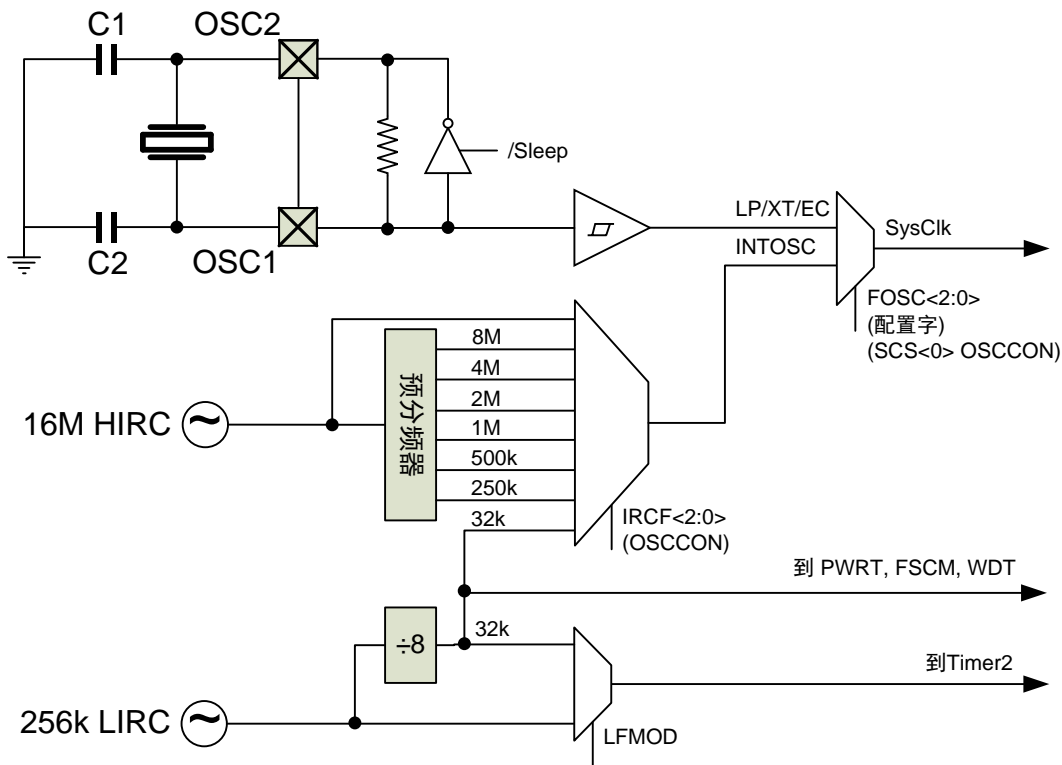 C1
OSC2
/Sleep
C2
OSC1
LP/XT/EC
INTOSC
SysClk
FOSC<2:0>
(配置字)
(SCS<0> OSCCON)
16M HIRC
预分频器
8M
4M
2M
1M
500k
250k
32k
IRCF<2:0>
(OSCCON)
到 PWRT, FSCM, WDT
÷8
32k
到Timer2
256k LIRC
LFMOD